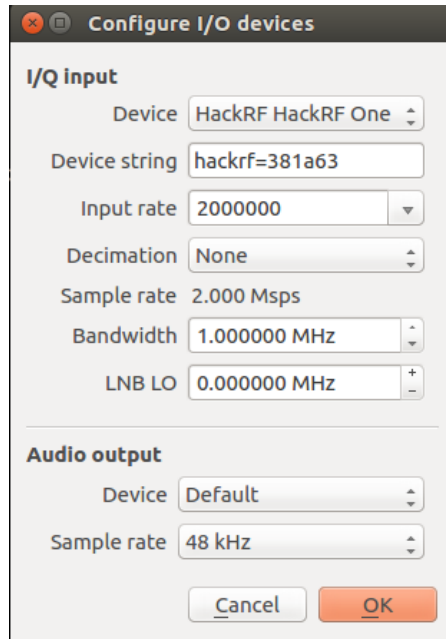 Configure I/O devices
I/Q input
Device HackRF HackRF One
Device string hackrf=381a63
Input rate 2000000
Decimation None
Sample rate 2.000 Msps
Bandwidth 1.000000 MHz
LNB LO 0.000000 MHz
Audio output
Device Default
Sample rate 48 kHz
Cancel OK